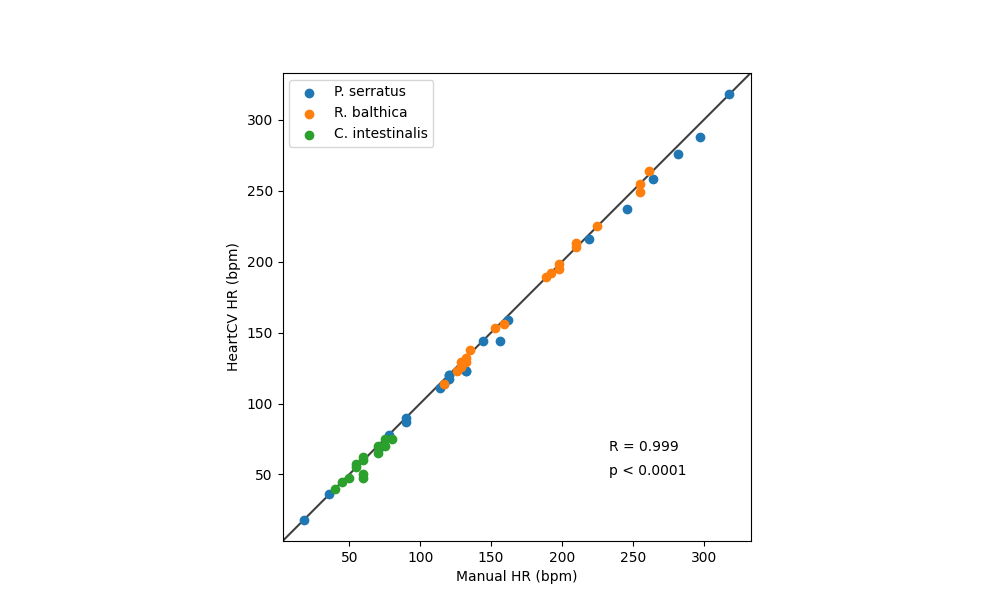 P. serratus
R. balthica
C. intestinalis
300
250
200
150
100
50
HeartCV HR (bpm)
R = 0.999
p < 0.0001
50
100
150
200
250
300
Manual HR (bpm)